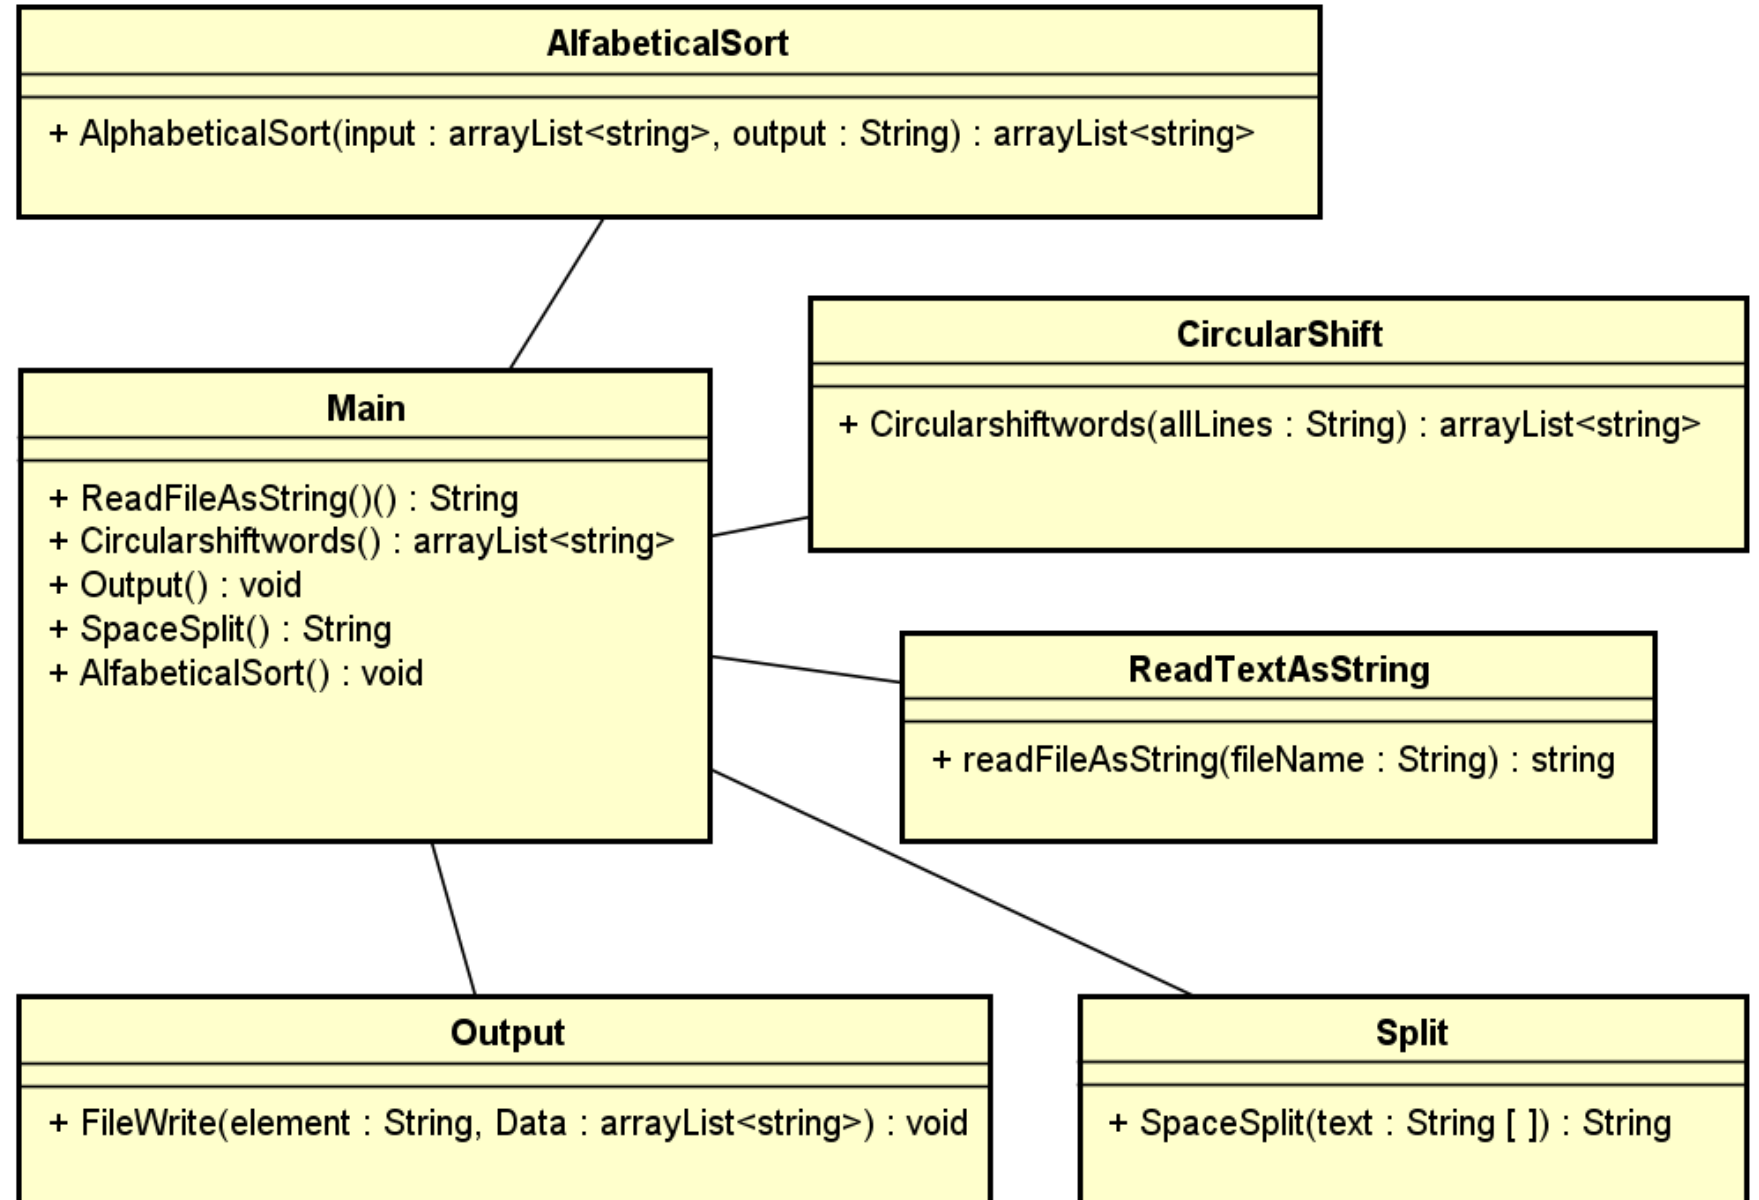 AlfabeticalSort
+ AlphabeticalSort(input : arrayList<string>, output : String) : arrayList<string>
CircularShift
+ Circularshiftwords(allLines : String) : arrayList<string>
Main
+ ReadFileAsString()() : String
+ Circularshiftwords() : arrayList<string>
+ Output() : void
+ SpaceSplit() : String
+ AlfabeticalSort() : void
ReadTextAsString
+ readFileAsString(fileName : String) : string
Output
+ FileWrite(element : String, Data : arrayList<string>) : void
Split
+ SpaceSplit(text : String [ ]) : String